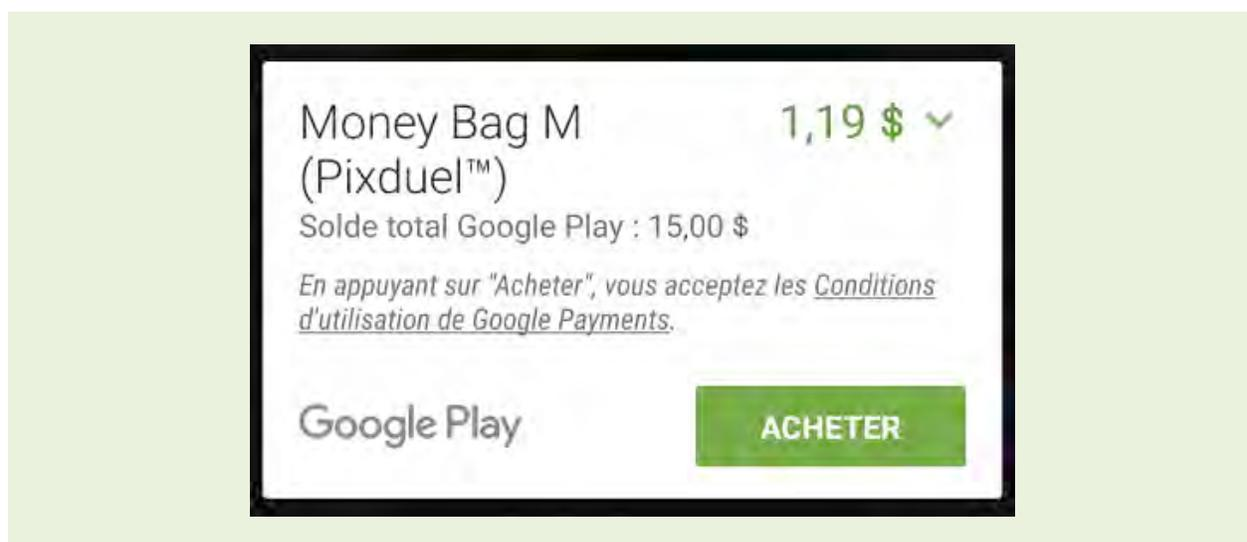 Money Bag M 1,19 $
(Pixduel™)
Solde total Google Play : 15,00 $
En appuyant sur "Acheter", vous acceptez les Conditions
d'utilisation de Google Payments.
Google Play ACHETER